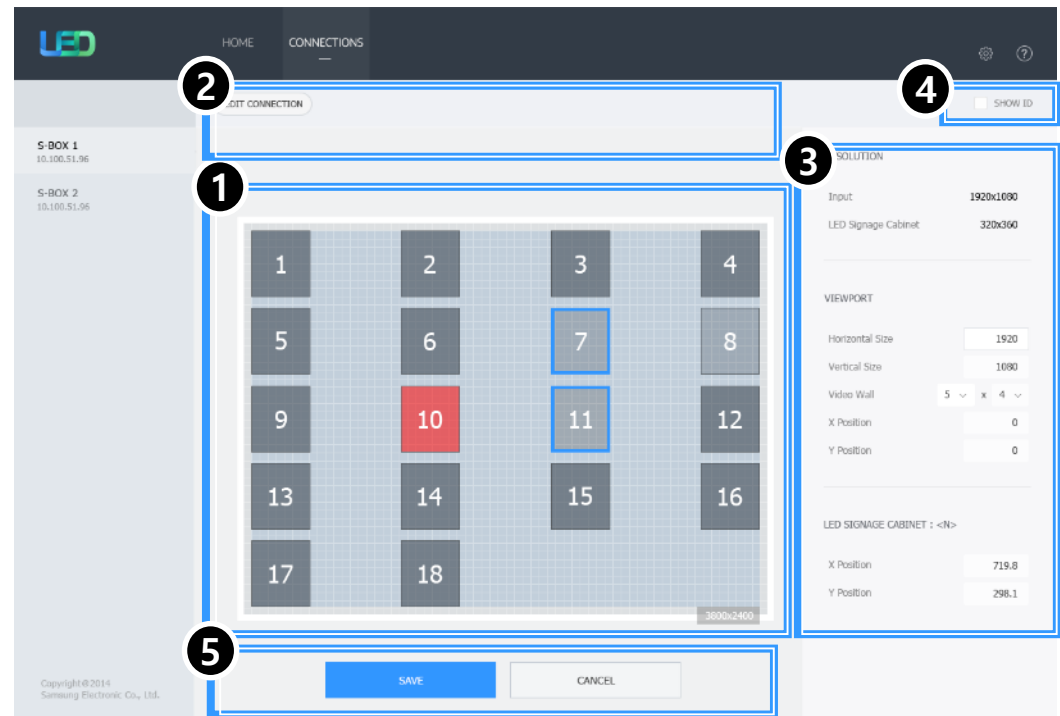 LED
HOME CONNECTIONS
2
EDIT CONNECTION
4
SHOW ID
S-BOX 1
10.100.51.96
S-BOX 2
10.100.51.96
1
1 2 3 4
5 6 7 8
9 10 11 12
13 14 15 16
17 18
3800x2400
3
SOLUTION
Input 1920x1080
LED Signage Cabinet 320x360
VIEWPORT
Horizontal Size 1920
Vertical Size 1080
Video Wall 5 x 4
X Position 0
Y Position 0
LED SIGNAGE CABINET : <N>
X Position 719.8
Y Position 298.1
5
SAVE CANCEL
Copyright@2014
Samsung Electronic Co., Ltd.